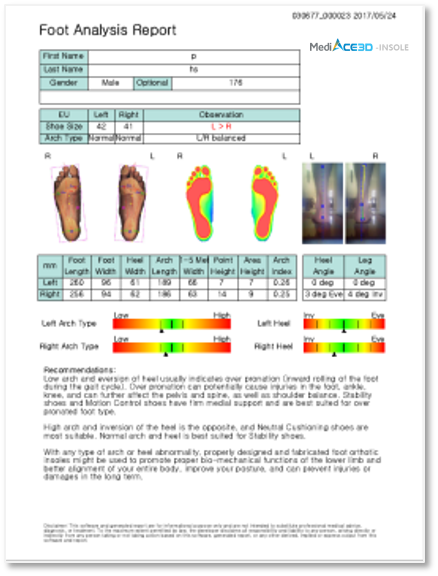 030677_000023 2017/05/24
Foot Analysis Report
MediACE3D-INSOLE
First Name p
Last Name hs
Gender Male Optional 176
EU Left Right Observation
Shoe Size 42 41 L > R
Arch Type Normal Normal L/R balanced
R L R L L R
mm Foot Length Foot Width Heel Width Arch Length 1-5 Met Width Point Height Area Height Arch Index Heel Angle Leg Angle
Left 260 96 61 189 66 7 7 0.26 0 deg 0 deg
Right 256 94 62 186 63 14 9 0.25 3 deg Eve 4 deg Inv
Low High Inv Eve
Left Arch Type Left Heel
Low High Inv Eve
Right Arch Type Right Heel
Recommendations:
Low arch and eversion of heel usually indicates over pronation (inward rolling of the foot
during the gait cycle). Over pronation can potentially cause injuries in the foot, ankle,
knee, and can further affect the pelvis and spine, as well as shoulder balance. Stability
shoes and Motion Control shoes have firm medial support and are best suited for over
pronated foot type.
High arch and inversion of the heel is the opposite, and Neutral Cushioning shoes are
most suitable. Normal arch and heel is best suited for Stability shoes.
With any type of arch or heel abnormality, properly designed and fabricated foot orthotic
insoles might be used to promote proper bio-mechanical functions of the lower limb and
better alignment of your entire body, improve your posture, and can prevent injuries or
damages in the long term.
Disclaimer: This software and generated report are for informational purpose only and are not intended to substitute professional medical advice,
diagnosis, or treatment.